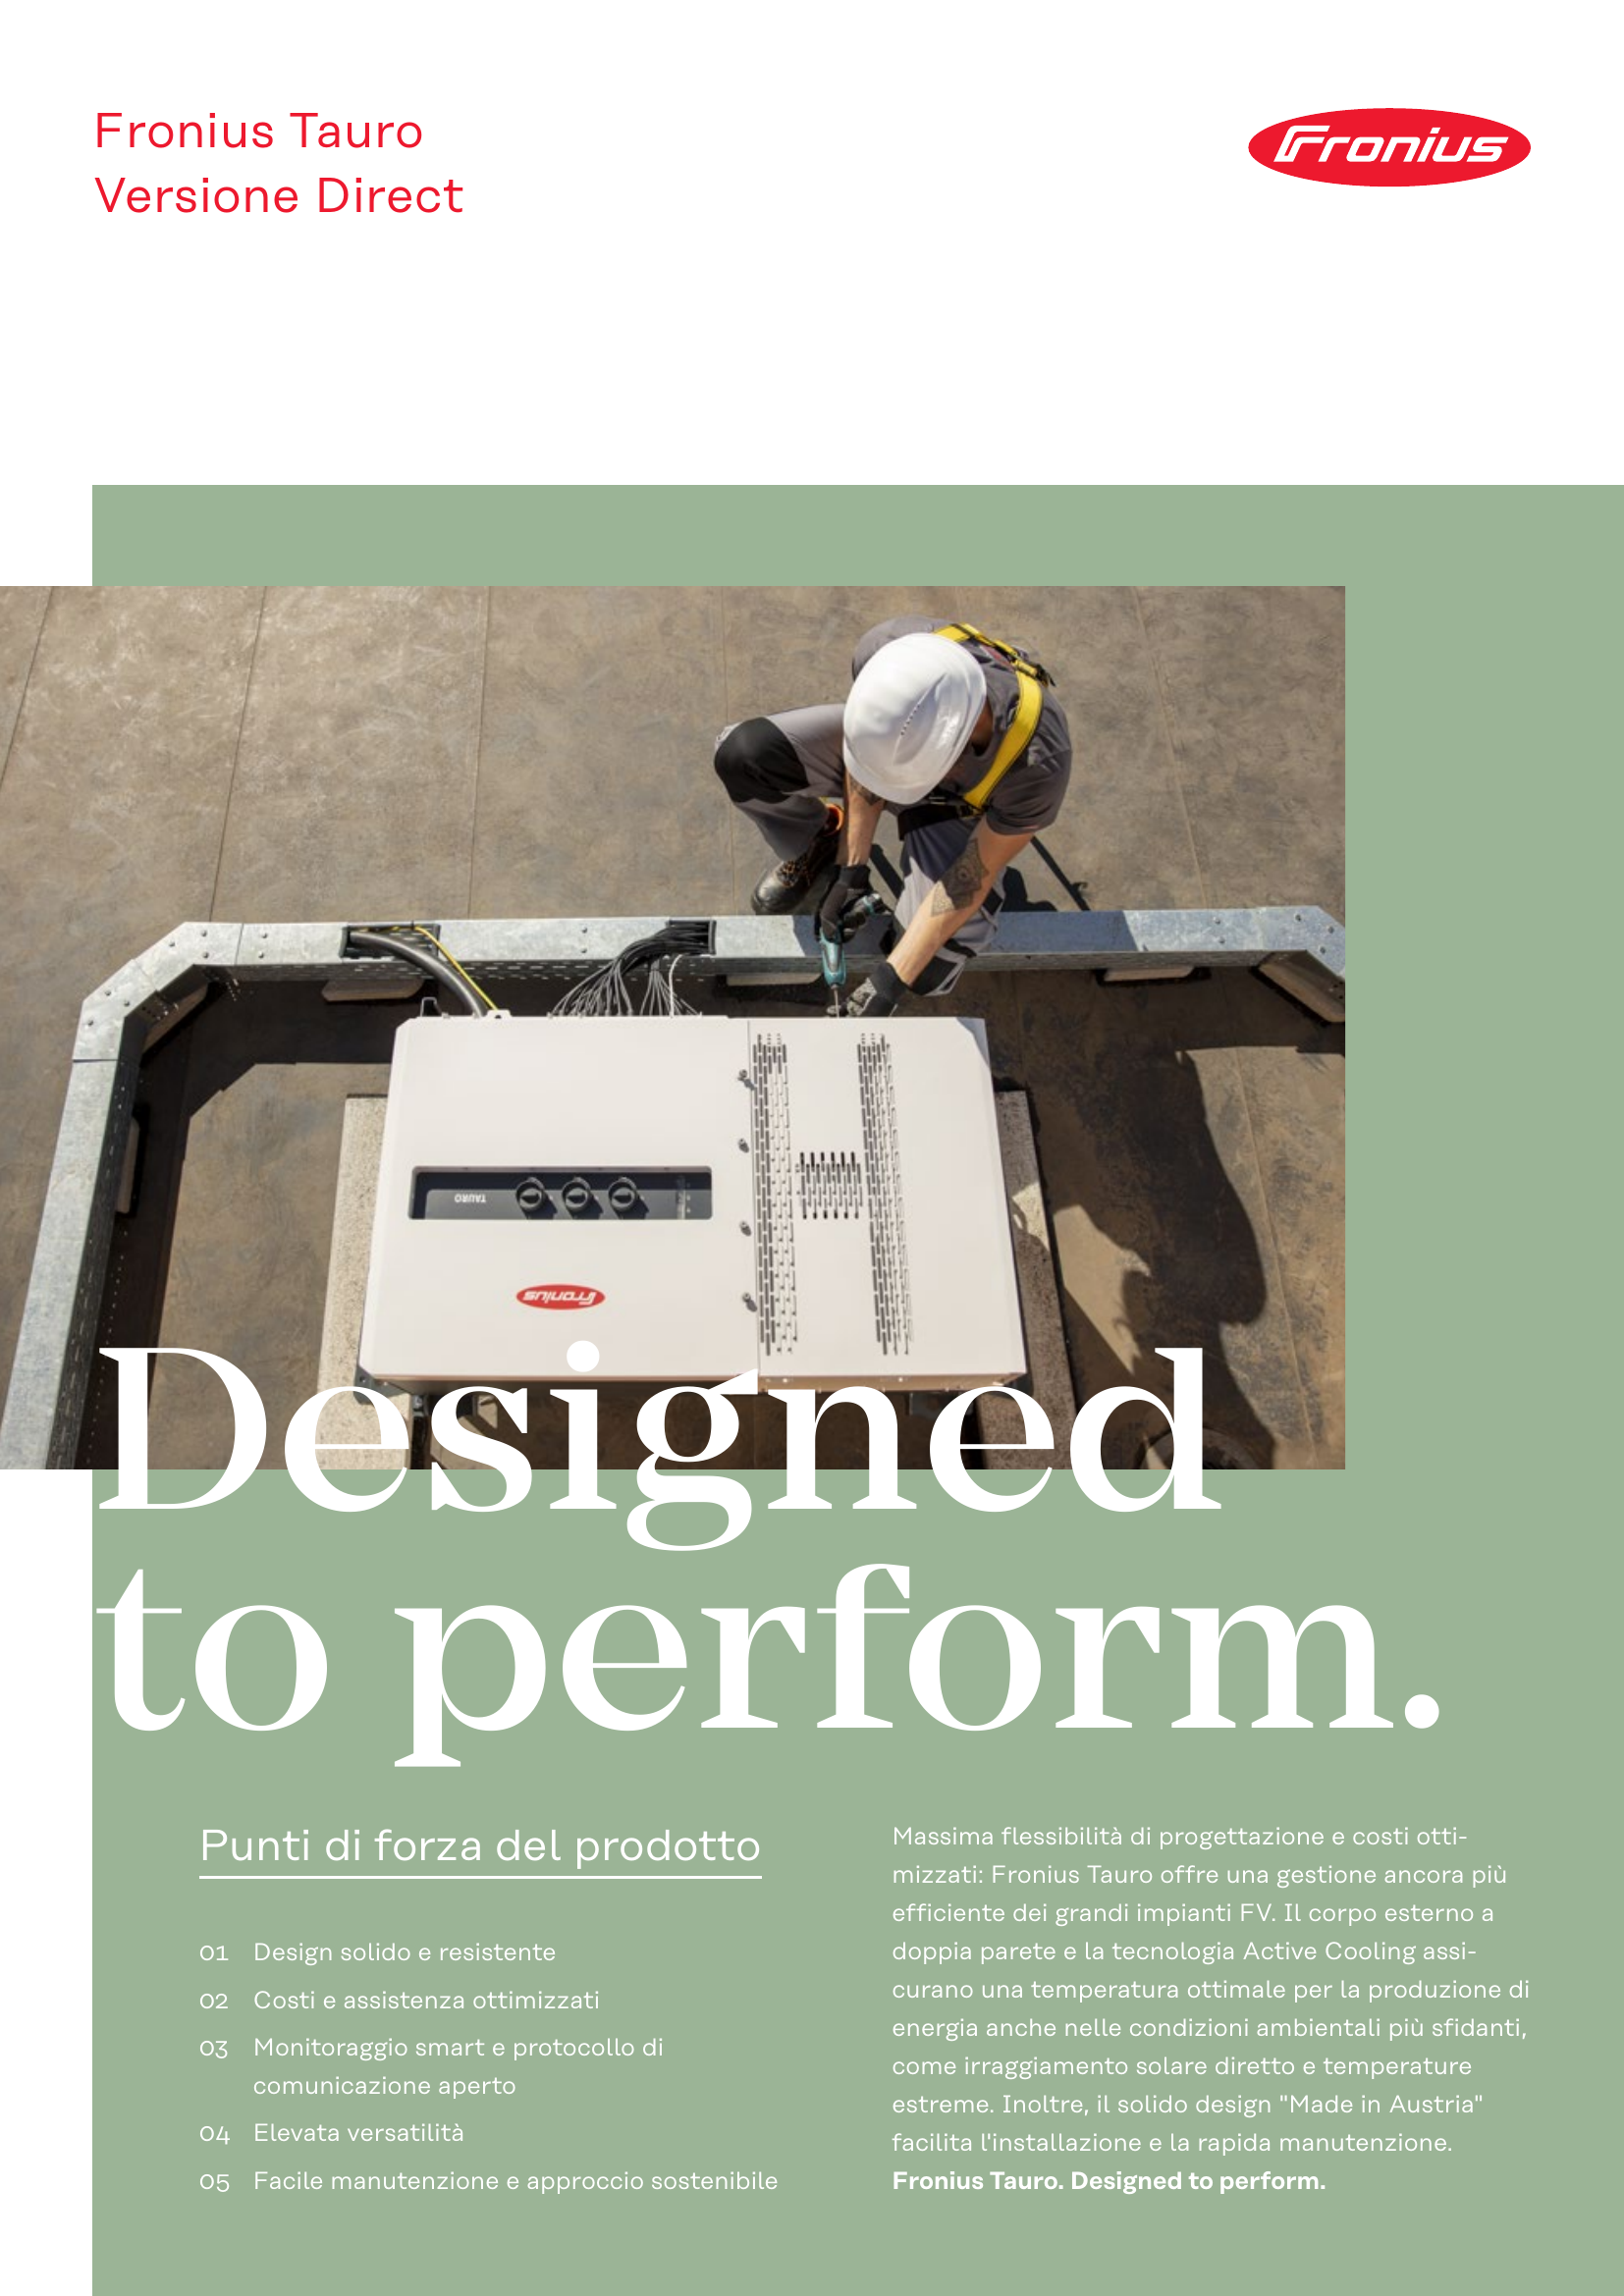 Fronius Tauro
Versione Direct
Fronius
TAURO
Fronius
Designed
to perform.
Punti di forza del prodotto
01 Design solido e resistente
02 Costi e assistenza ottimizzati
03 Monitoraggio smart e protocollo di
comunicazione aperto
04 Elevata versatilità
05 Facile manutenzione e approccio sostenibile
Massima flessibilità di progettazione e costi otti-
mizzati: Fronius Tauro offre una gestione ancora più
efficiente dei grandi impianti FV. Il corpo esterno a
doppia parete e la tecnologia Active Cooling assi-
curano una temperatura ottimale per la produzione di
energia anche nelle condizioni ambientali più sfidanti,
come irraggiamento solare diretto e temperature
estreme. Inoltre, il solido design "Made in Austria"
facilita l'installazione e la rapida manutenzione.
Fronius Tauro. Designed to perform.